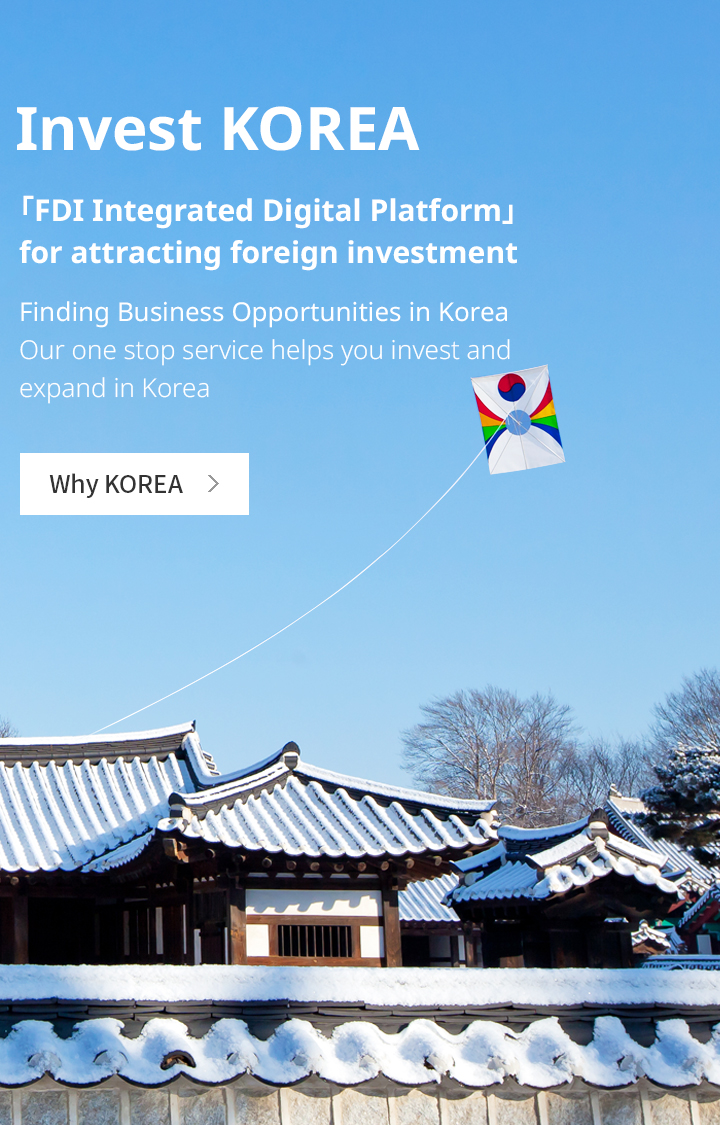 Invest KOREA
「FDI Integrated Digital Platform」
for attracting foreign investment
Finding Business Opportunities in Korea
Our one stop service helps you invest and
expand in Korea
Why KOREA >